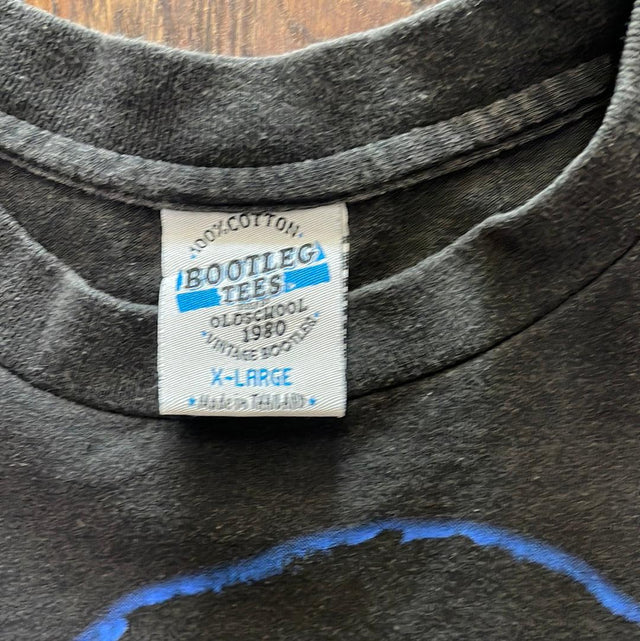 100% COTTON
BOOTLEG
TEES
OLDSCHOOL
1980
VINTAGE BOOTLEG
X-LARGE
Made in THAILAND